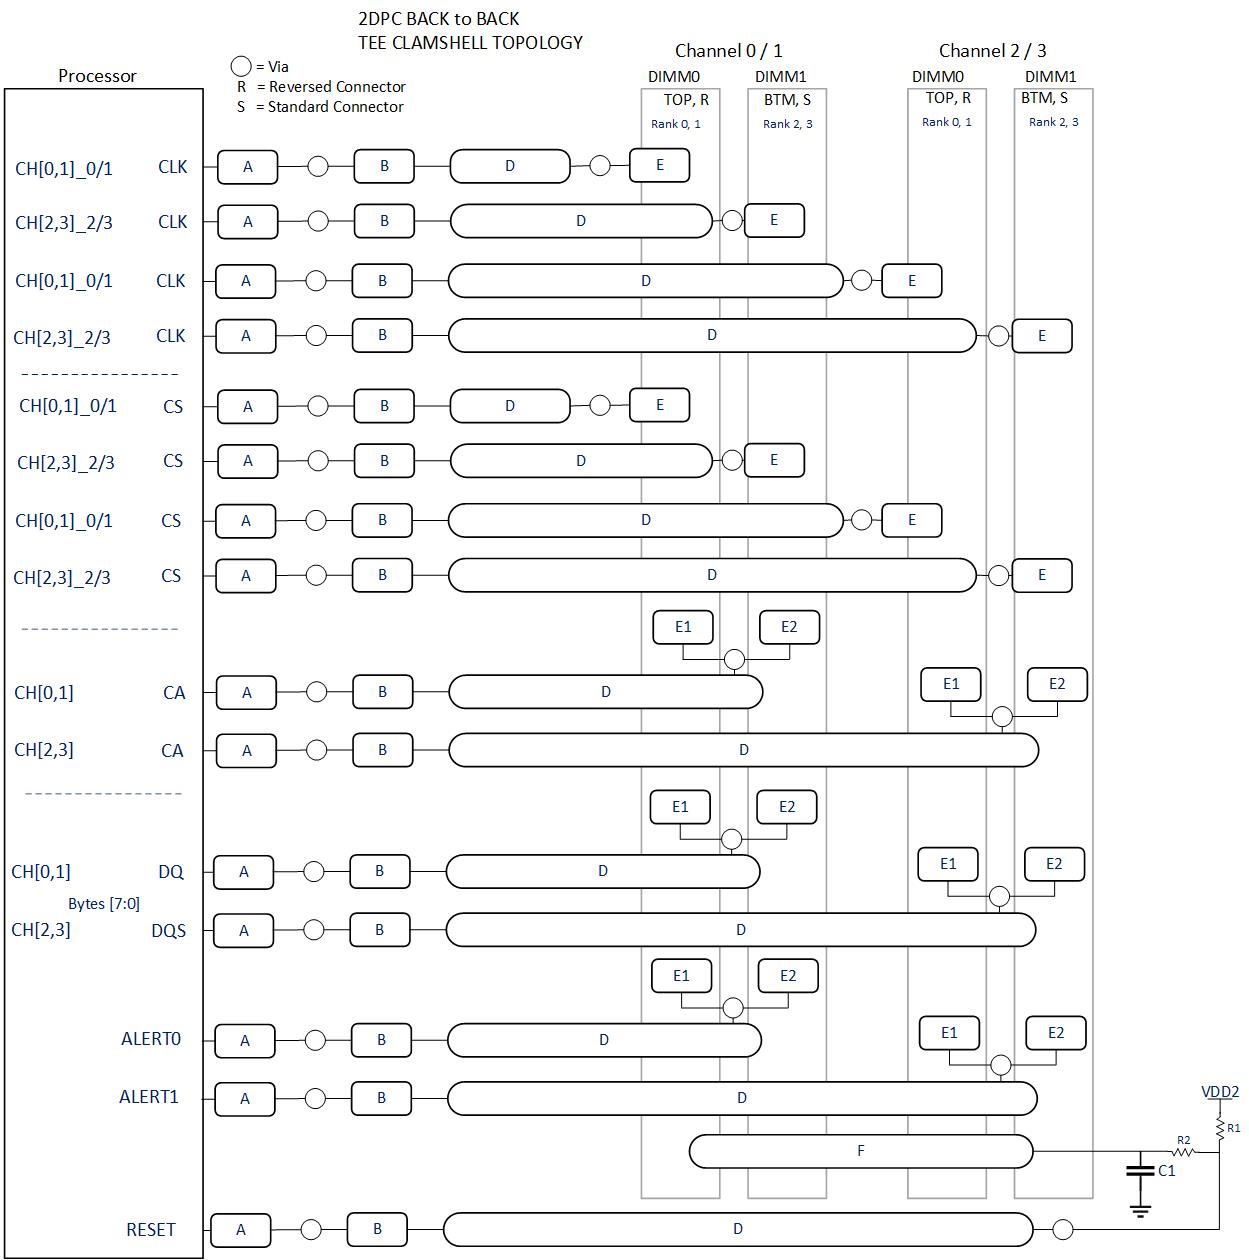 2DPC BACK to BACK
TEE CLAMSHELL TOPOLOGY
Channel 0 / 1
Channel 2 / 3
Processor
= Via
R = Reversed Connector
S = Standard Connector
DIMM0
DIMM1
DIMM0
DIMM1
TOP, R
BTM, S
TOP, R
BTM, S
Rank 0, 1
Rank 2, 3
Rank 0, 1
Rank 2, 3
CH[0,1]_0/1 CLK A B D E
CH[2,3]_2/3 CLK A B D E
CH[0,1]_0/1 CLK A B D E
CH[2,3]_2/3 CLK A B D E
CH[0,1]_0/1 CS A B D E
CH[2,3]_2/3 CS A B D E
CH[0,1]_0/1 CS A B D E
CH[2,3]_2/3 CS A B D E
E1 E2
CH[0,1] CA A B D
E1 E2
CH[2,3] CA A B D
E1 E2
CH[0,1] DQ A B D
E1 E2
Bytes [7:0]
CH[2,3] DQS A B D
E1 E2
ALERT0 A B D
E1 E2
ALERT1 A B D
VDD2
R1
F
R2
C1
RESET A B D